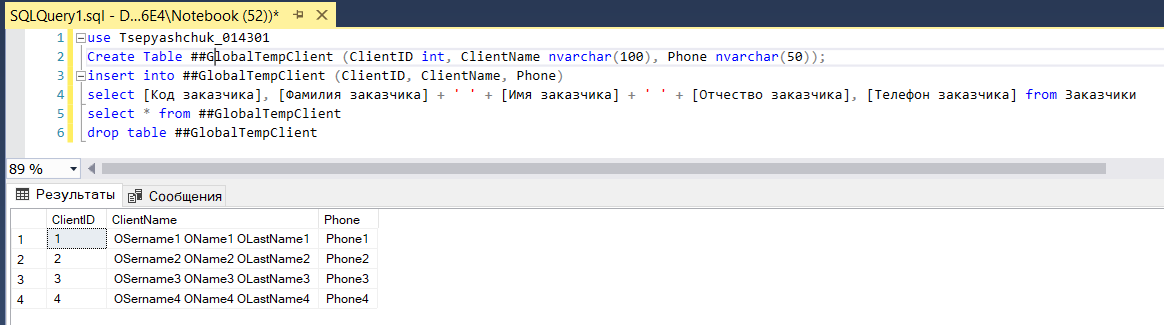 SQLQuery1.sql - D...6E4\Notebook (52))*
1 use Tsepyashchuk_014301
2 Create Table ##GlobalTempClient (ClientID int, ClientName nvarchar(100), Phone nvarchar(50));
3 insert into ##GlobalTempClient (ClientID, ClientName, Phone)
4 select [Код заказчика], [Фамилия заказчика] + ' ' + [Имя заказчика] + ' ' + [Отчество заказчика], [Телефон заказчика] from Заказчики
5 select * from ##GlobalTempClient
6 drop table ##GlobalTempClient
89 %
Результаты Сообщения
ClientID ClientName Phone
1 1 OSername1 OName1 OLastName1 Phone1
2 2 OSername2 OName2 OLastName2 Phone2
3 3 OSername3 OName3 OLastName3 Phone3
4 4 OSername4 OName4 OLastName4 Phone4